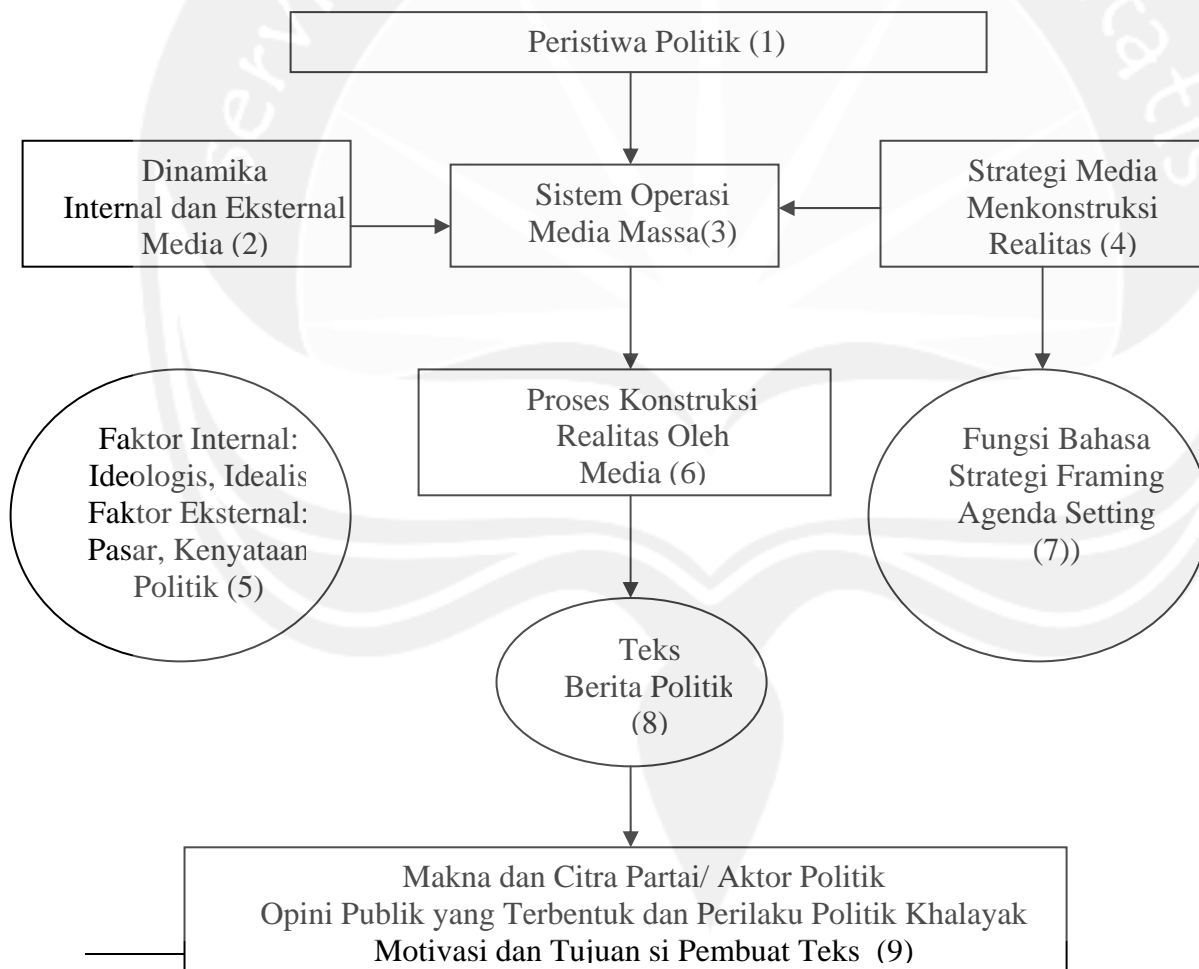 Peristiwa Politik (1)
Dinamika
Internal dan Eksternal
Media (2)
Sistem Operasi
Media Massa(3)
Strategi Media
Menkonstruksi
Realitas (4)
Faktor Internal:
Ideologis, Idealis
Faktor Eksternal:
Pasar, Kenyataan
Politik (5)
Proses Konstruksi
Realitas Oleh
Media (6)
Fungsi Bahasa
Strategi Framing
Agenda Setting
(7))
Teks
Berita Politik
(8)
Makna dan Citra Partai/ Aktor Politik
Opini Publik yang Terbentuk dan Perilaku Politik Khalayak
Motivasi dan Tujuan si Pembuat Teks (9)